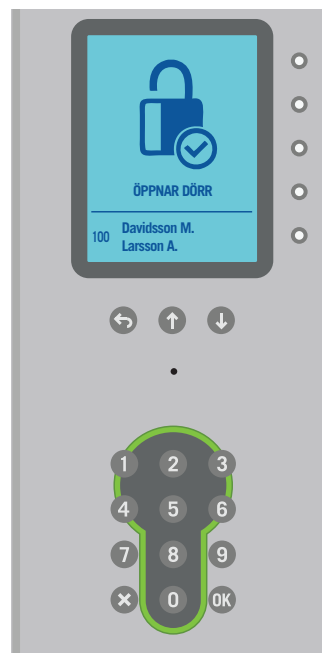 ÖPPNAR DÖRR
100 Davidsson M.
Larsson A.
1 2 3
4 5 6
7 8 9
0 OK